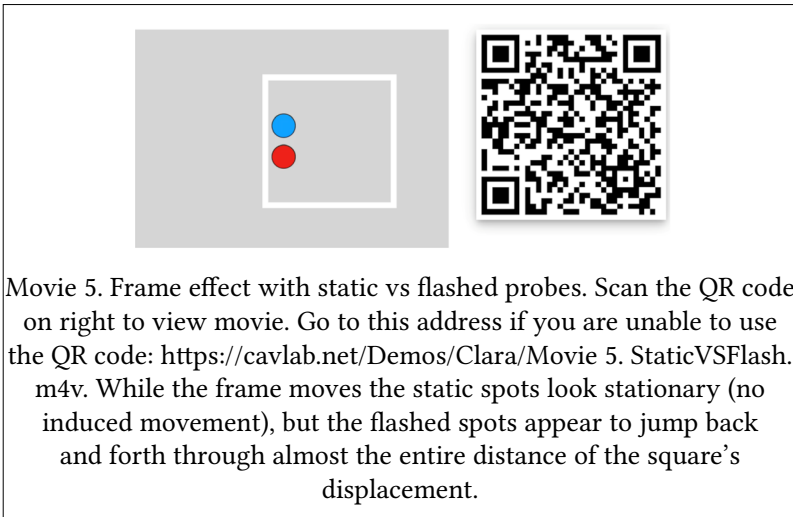 Movie 5. Frame effect with static vs flashed probes. Scan the QR code
on right to view movie. Go to this address if you are unable to use
the QR code: https://cavlab.net/Demos/Clara/Movie 5. StaticVSFlash.
m4v. While the frame moves the static spots look stationary (no
induced movement), but the flashed spots appear to jump back
and forth through almost the entire distance of the square’s
displacement.